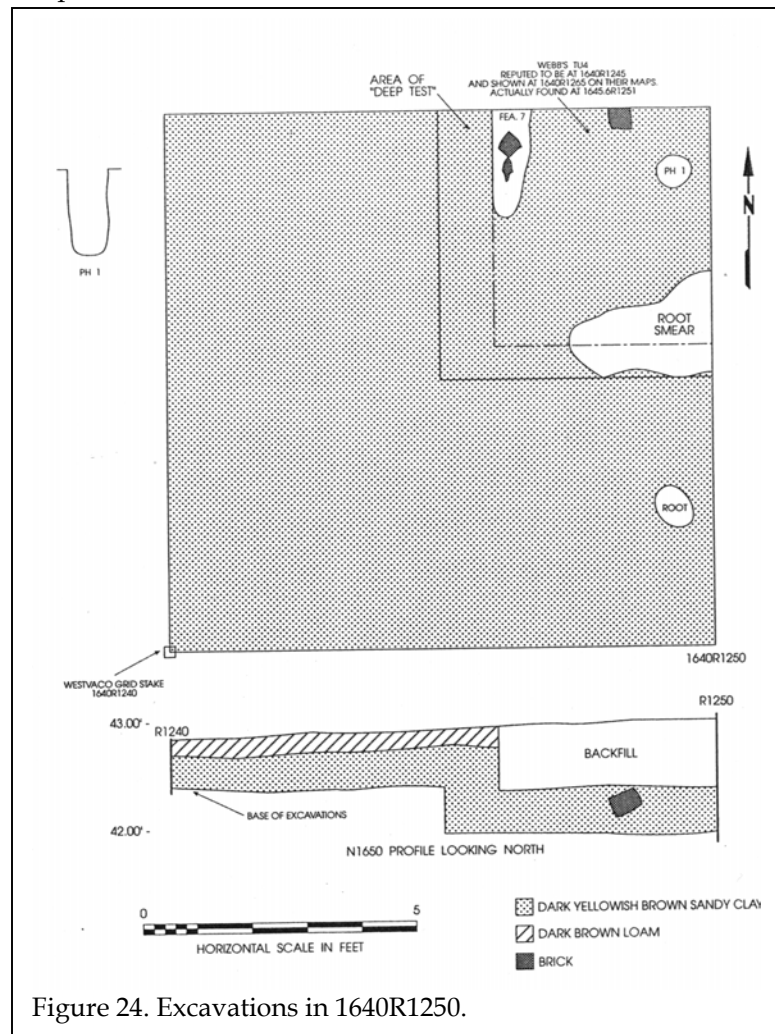 WEBB'S TU4
REPUTED TO BE AT 1640R1245
AND SHOWN AT 1640R1265 ON THEIR MAPS.
ACTUALLY FOUND AT 1645.6R1251
AREA OF
"DEEP TEST"
FEA. 7
PH 1
PH 1
N
ROOT
SMEAR
ROOT
1640R1250
WESTVACO GRID STAKE
1640R1240
R1250
43.00' -
R1240
BACKFILL
BASE OF EXCAVATIONS
42.00' -
N1650 PROFILE LOOKING NORTH
0
5
HORIZONTAL SCALE IN FEET
DARK YELLOWISH BROWN SANDY CLAY
DARK BROWN LOAM
BRICK
Figure 24. Excavations in 1640R1250.